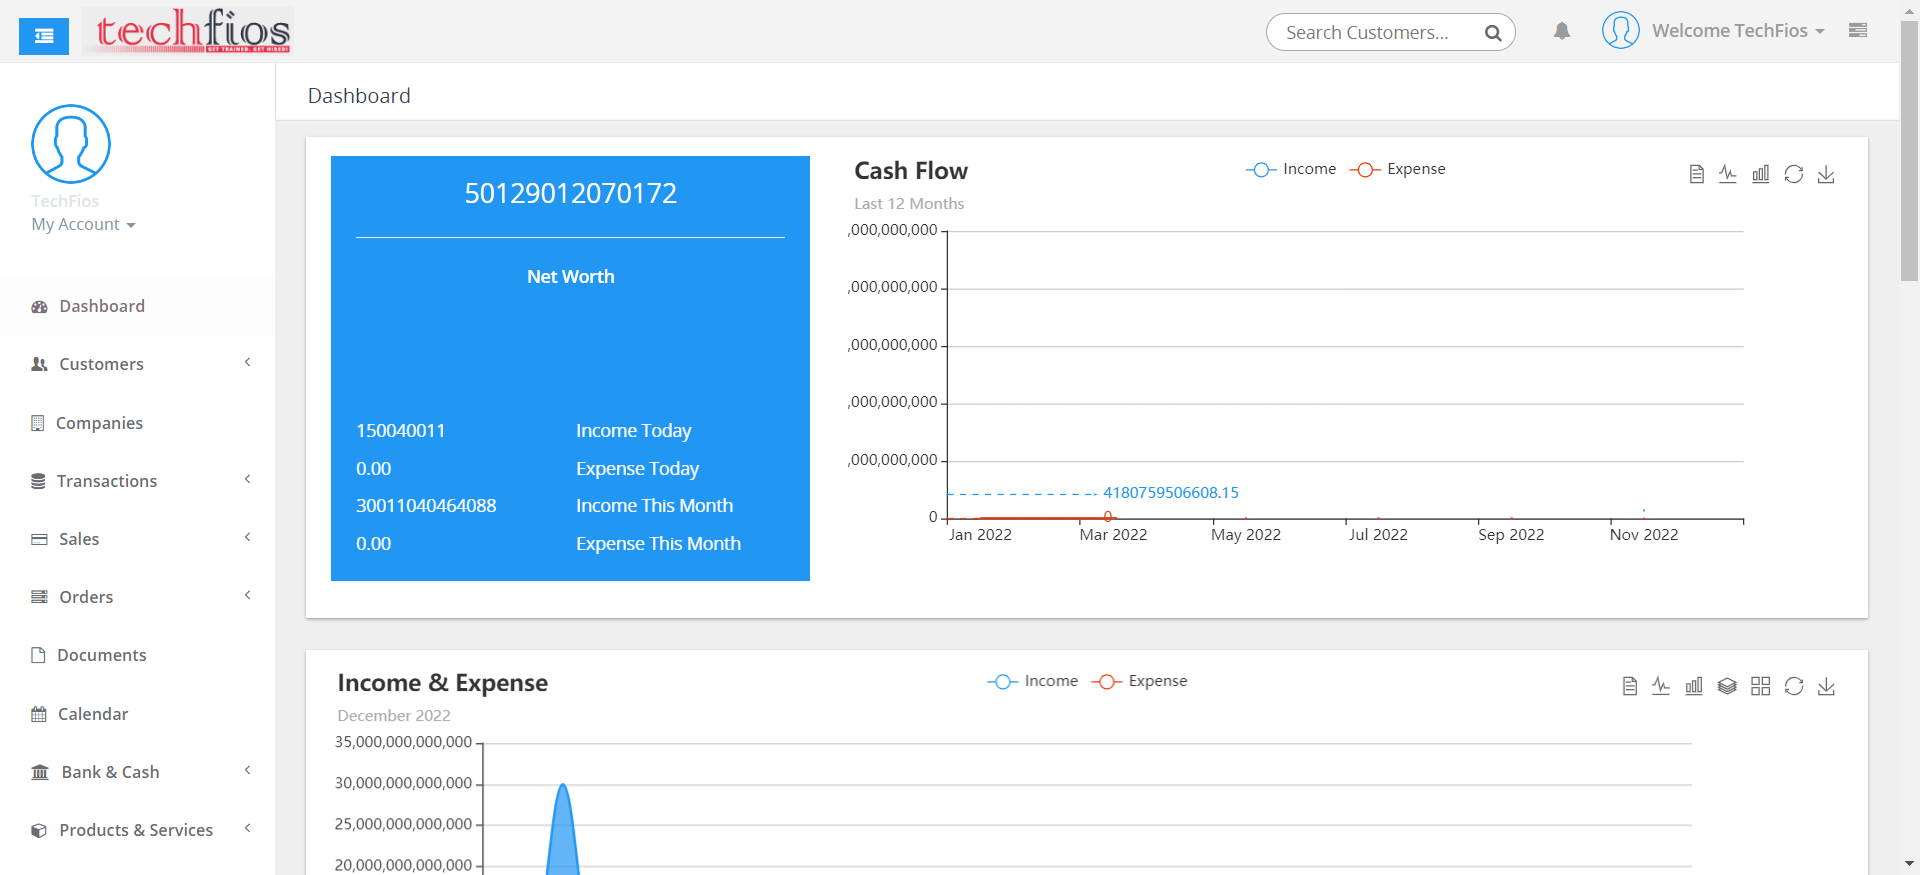 techfios
GET TRAINED. GET HIRED!
Search Customers...
Welcome TechFios
TechFios
My Account
Dashboard
Customers
Companies
Transactions
Sales
Orders
Documents
Calendar
Bank & Cash
Products & Services
Dashboard
50129012070172
Net Worth
150040011 Income Today
0.00 Expense Today
30011040464088 Income This Month
0.00 Expense This Month
Cash Flow
Last 12 Months
Income Expense
,000,000,000
,000,000,000
,000,000,000
,000,000,000
,000,000,000
4180759506608.15
0 0
Jan 2022 Mar 2022 May 2022 Jul 2022 Sep 2022 Nov 2022
Income & Expense
December 2022
Income Expense
35,000,000,000,000
30,000,000,000,000
25,000,000,000,000
20,000,000,000,000